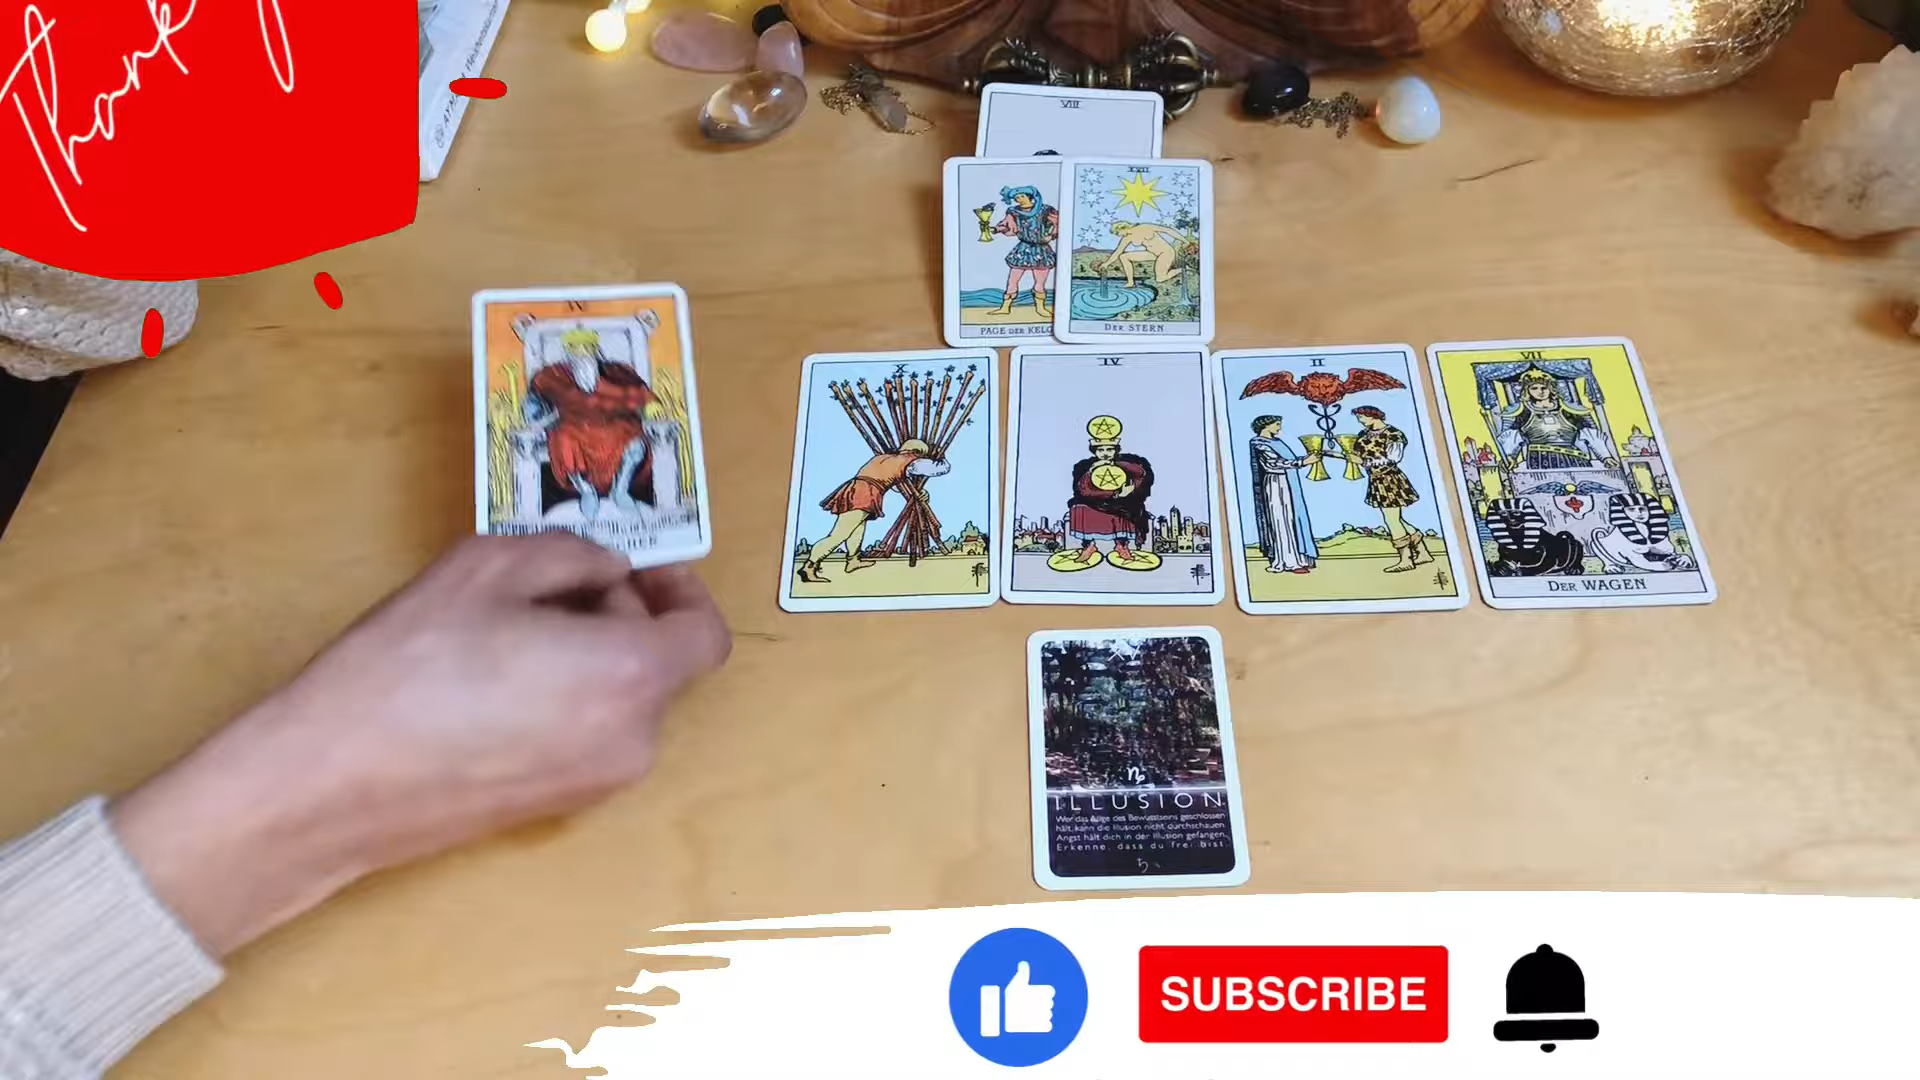 Thank
VIII
XVII
PAGE DER KELC
DER STERN
IV
X
IV
II
VII
DER WAGEN
XV
ILLUSION
Wer das Auge des Bewusstseins geschlossen
hält, kann die Illusion nicht durchschauen.
Angst hält dich in der Illusion gefangen.
Erkenne, dass du frei bist.
SUBSCRIBE